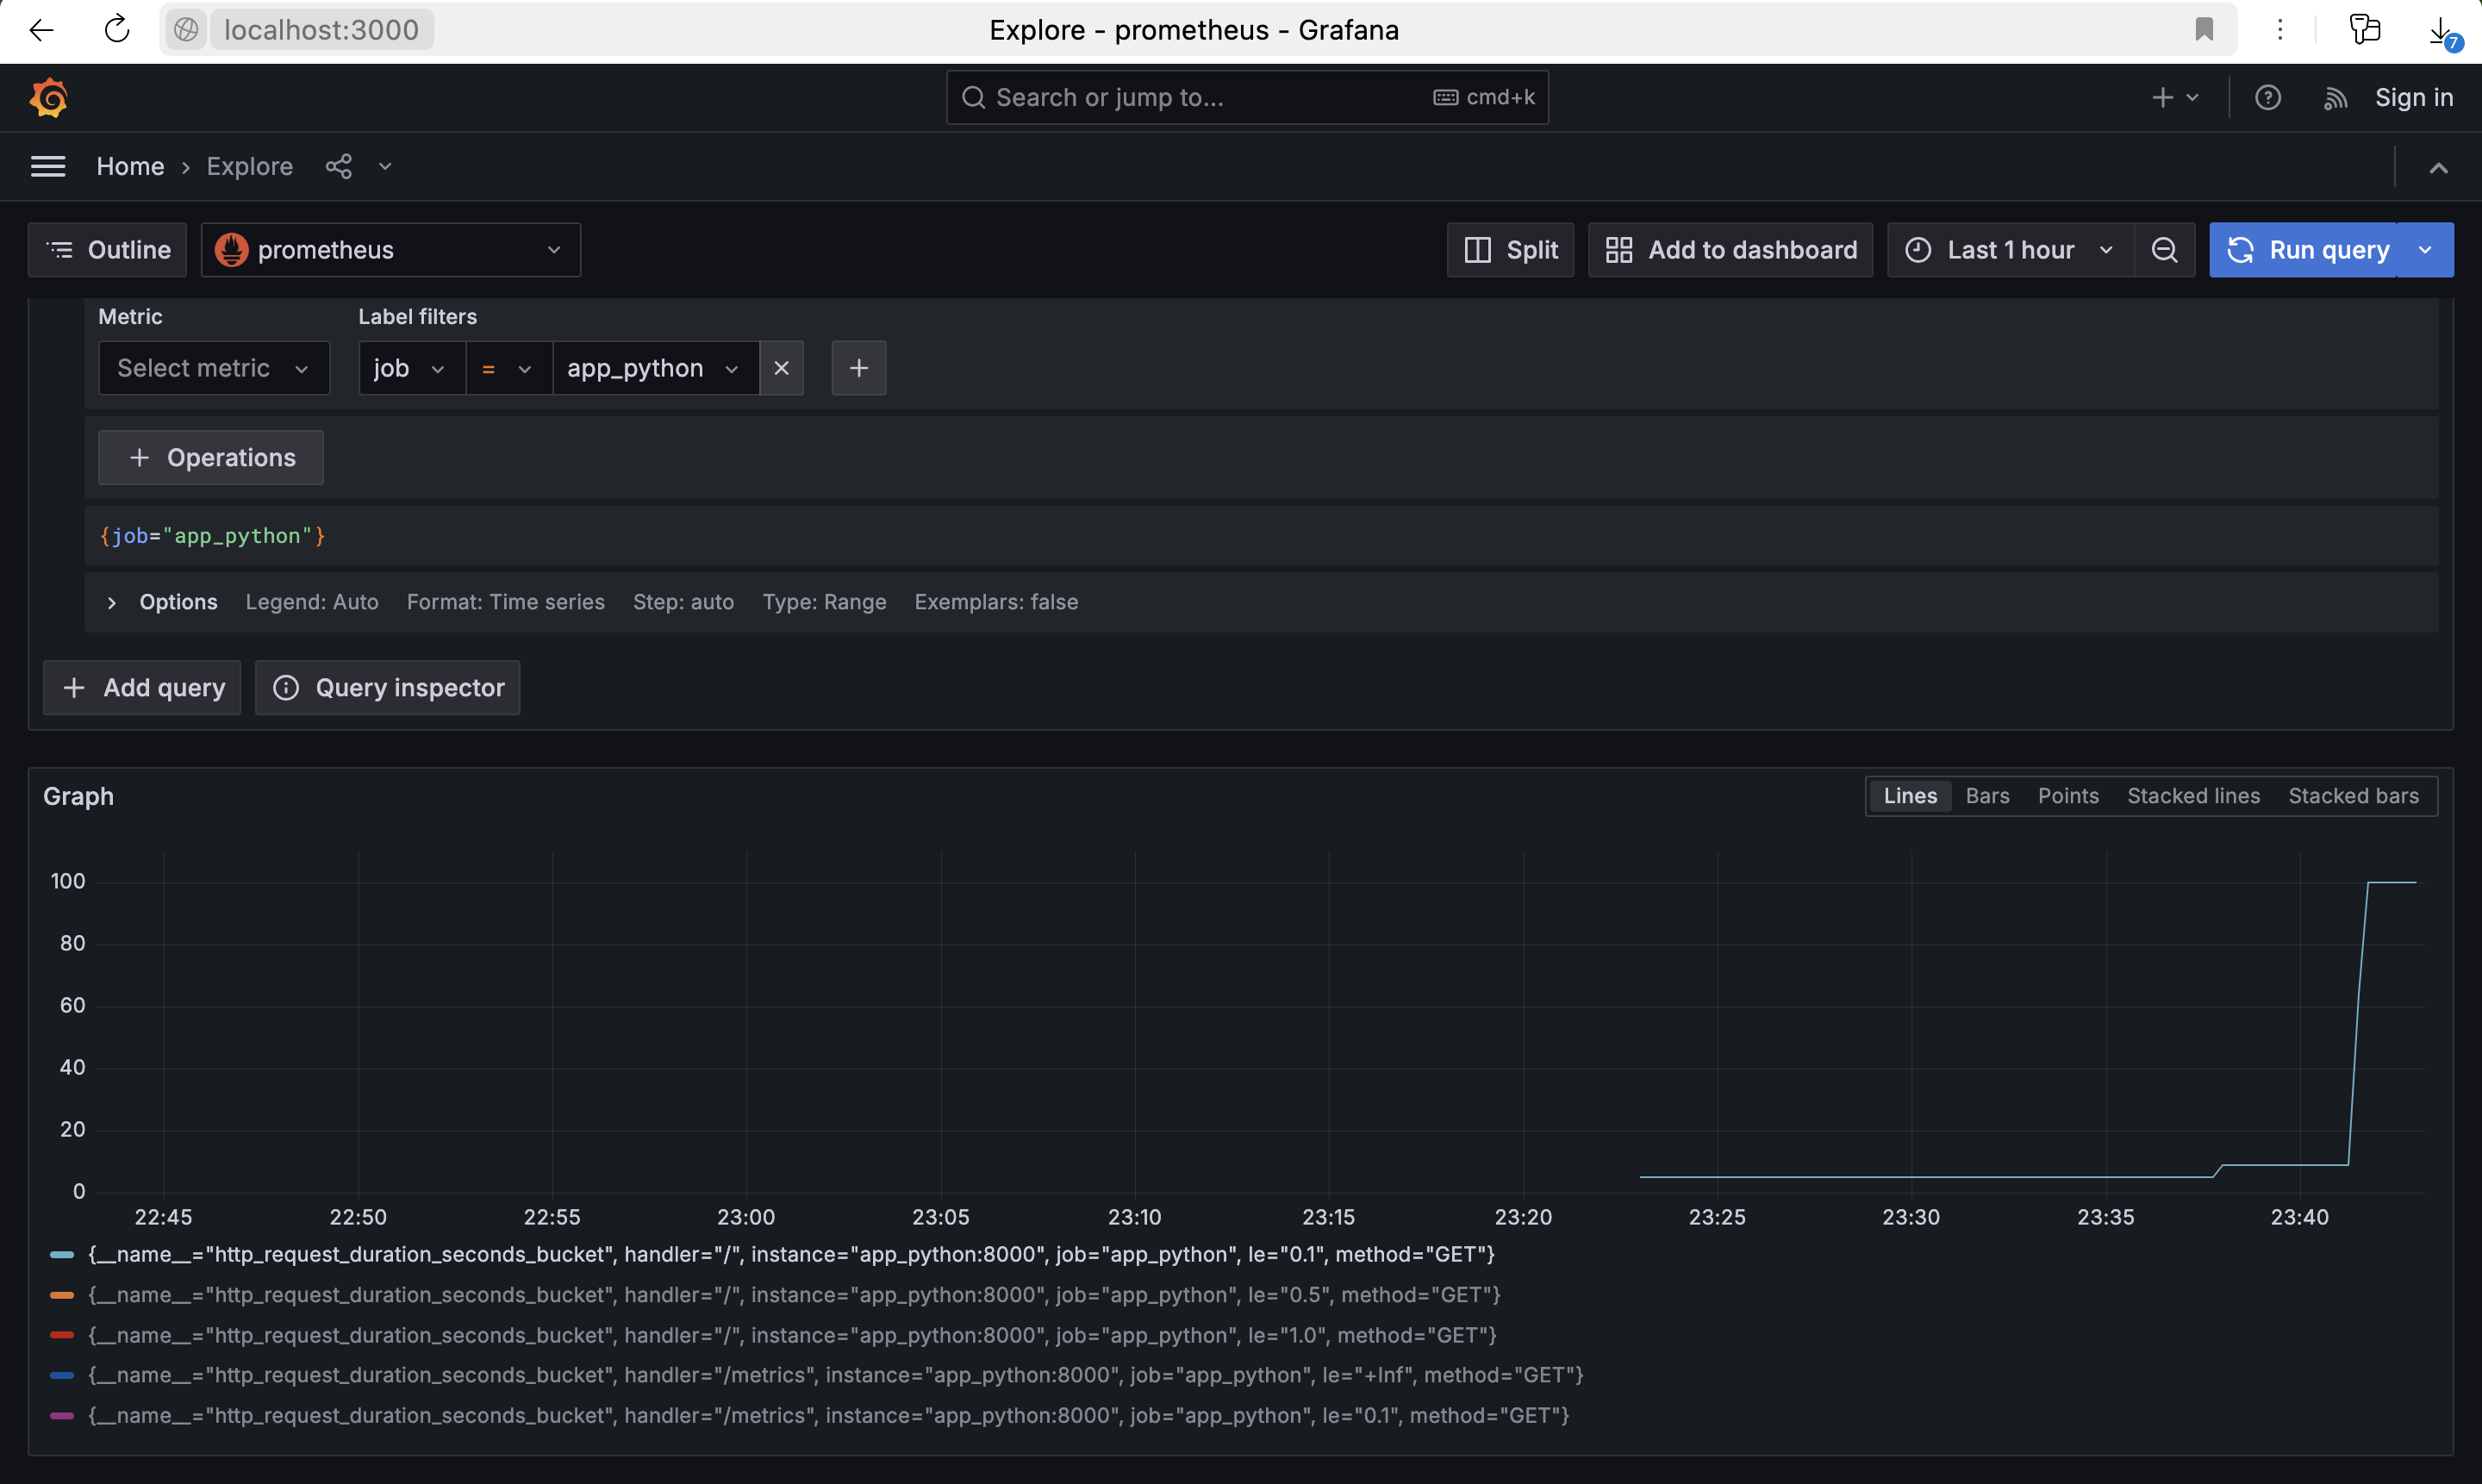 localhost:3000 Explore - prometheus - Grafana 7
Search or jump to... cmd+k Sign in
Home › Explore
Outline prometheus Split Add to dashboard Last 1 hour Run query
Metric Label filters
Select metric job = app_python
+ Operations
{job="app_python"}
Options Legend: Auto Format: Time series Step: auto Type: Range Exemplars: false
+ Add query Query inspector
Graph Lines Bars Points Stacked lines Stacked bars
100
80
60
40
20
0
22:45 22:50 22:55 23:00 23:05 23:10 23:15 23:20 23:25 23:30 23:35 23:40
{__name__="http_request_duration_seconds_bucket", handler="/", instance="app_python:8000", job="app_python", le="0.1", method="GET"}
{__name__="http_request_duration_seconds_bucket", handler="/", instance="app_python:8000", job="app_python", le="0.5", method="GET"}
{__name__="http_request_duration_seconds_bucket", handler="/", instance="app_python:8000", job="app_python", le="1.0", method="GET"}
{__name__="http_request_duration_seconds_bucket", handler="/metrics", instance="app_python:8000", job="app_python", le="+Inf", method="GET"}
{__name__="http_request_duration_seconds_bucket", handler="/metrics", instance="app_python:8000", job="app_python", le="0.1", method="GET"}